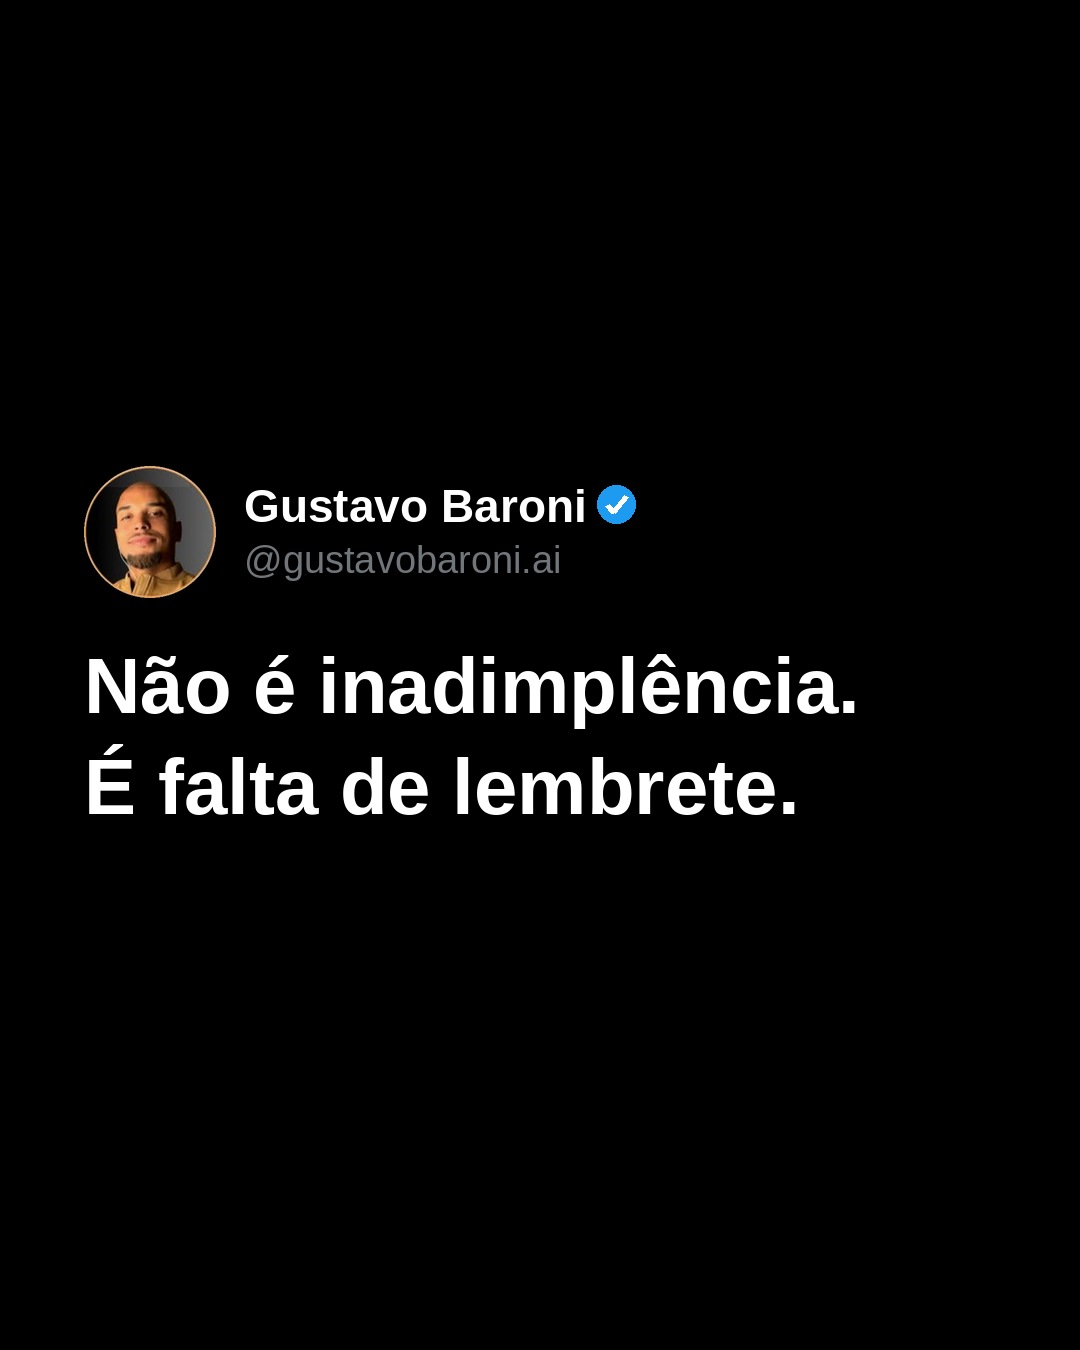 Gustavo Baroni
@gustavobaroni.ai
Não é inadimplência.
É falta de lembrete.